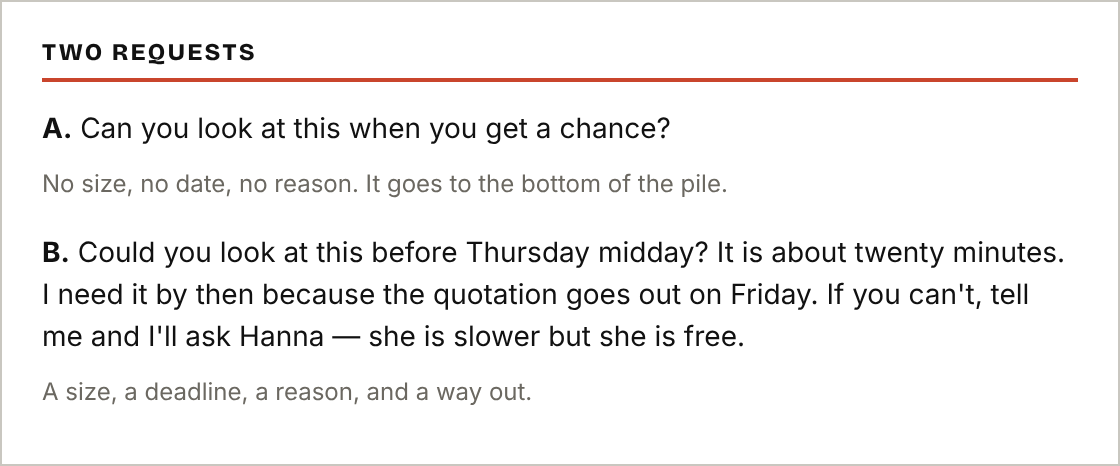 TWO REQUESTS
A. Can you look at this when you get a chance?
No size, no date, no reason. It goes to the bottom of the pile.
B. Could you look at this before Thursday midday? It is about twenty minutes.
I need it by then because the quotation goes out on Friday. If you can't, tell
me and I'll ask Hanna — she is slower but she is free.
A size, a deadline, a reason, and a way out.